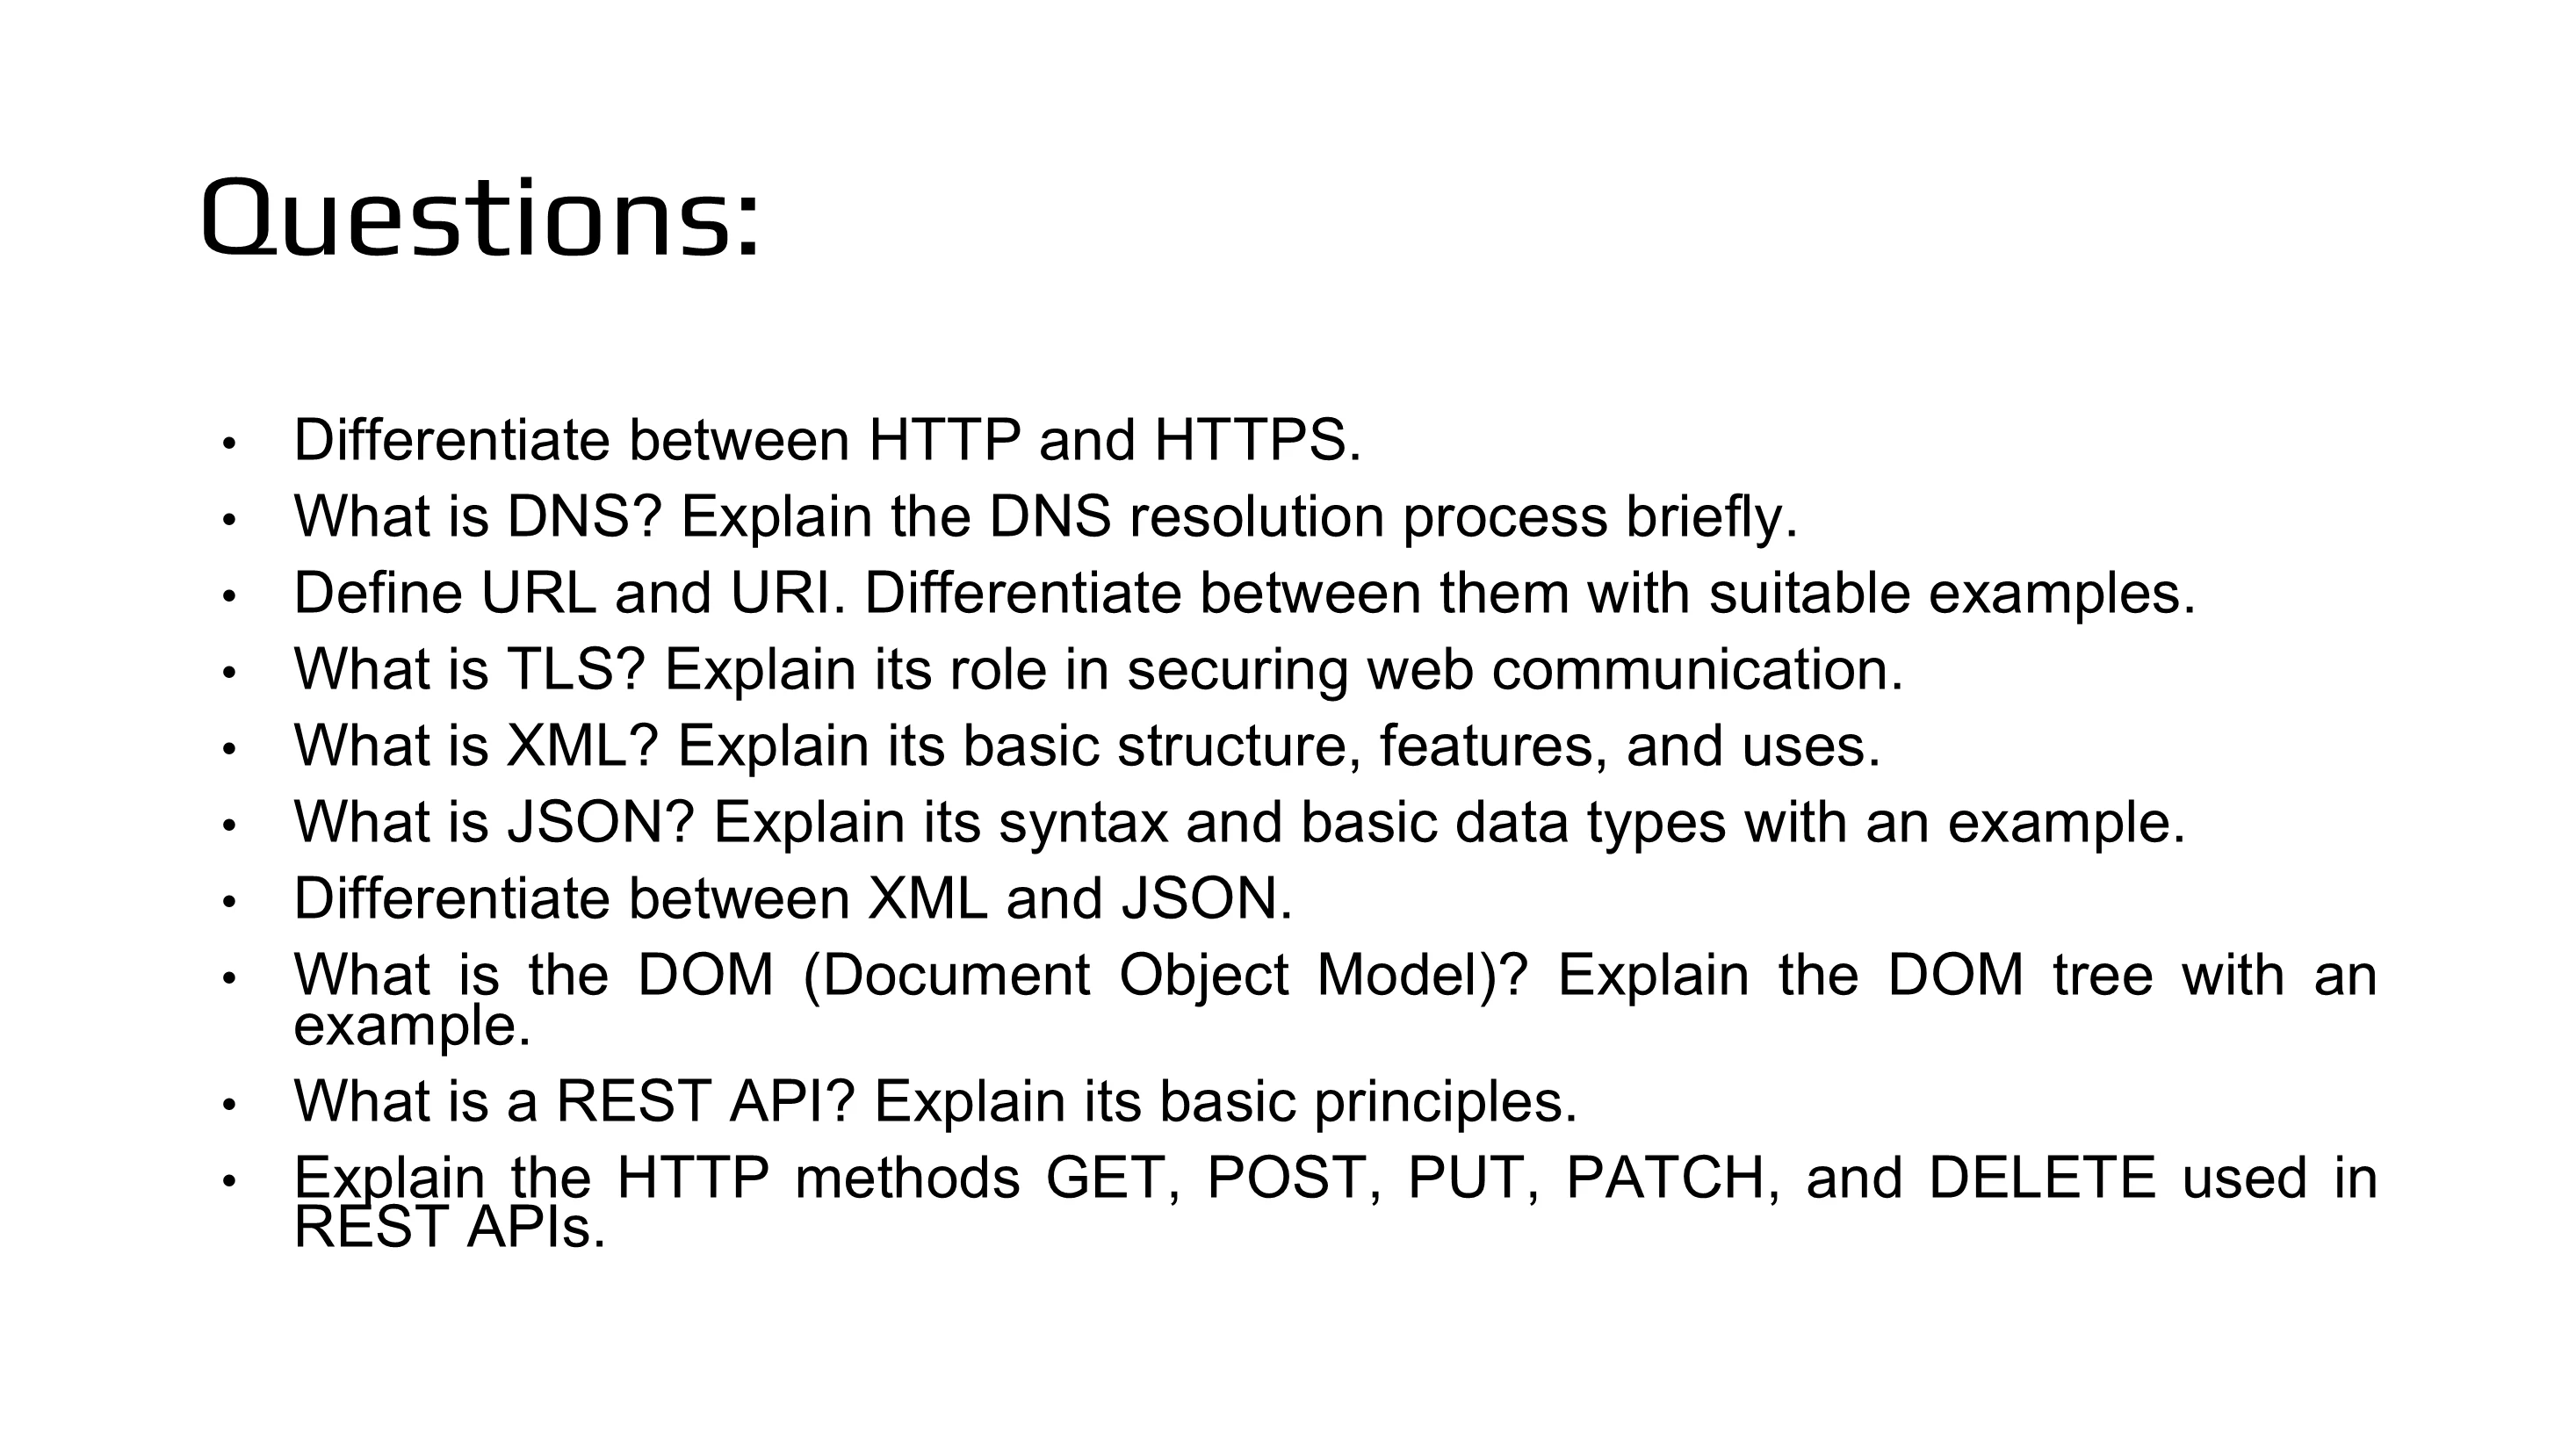 Questions:
• Differentiate between HTTP and HTTPS.
• What is DNS? Explain the DNS resolution process briefly.
• Define URL and URI. Differentiate between them with suitable examples.
• What is TLS? Explain its role in securing web communication.
• What is XML? Explain its basic structure, features, and uses.
• What is JSON? Explain its syntax and basic data types with an example.
• Differentiate between XML and JSON.
• What is the DOM (Document Object Model)? Explain the DOM tree with an
example.
• What is a REST API? Explain its basic principles.
• Explain the HTTP methods GET, POST, PUT, PATCH, and DELETE used in
REST APIs.